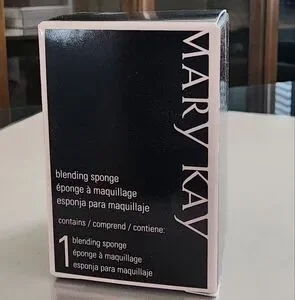 MARY KAY
blending sponge
éponge à maquillage
esponja para maquillaje
contains / comprend / contiene:
1 blending sponge
éponge à maquillage
esponja para maquillaje